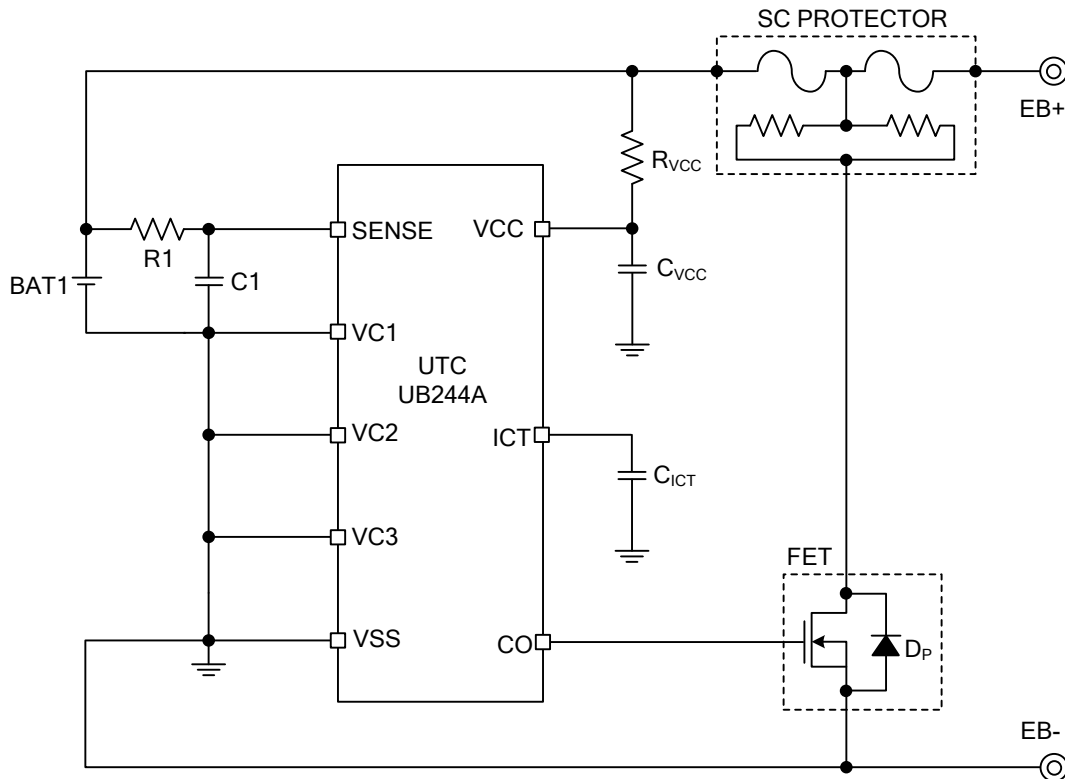 SC PROTECTOR
EB+
RVCC
SENSE
VCC
R1
BAT1
C1
CVCC
VC1
UTC
UB244A
VC2
ICT
CICT
VC3
FET
VSS
CO
DP
EB-